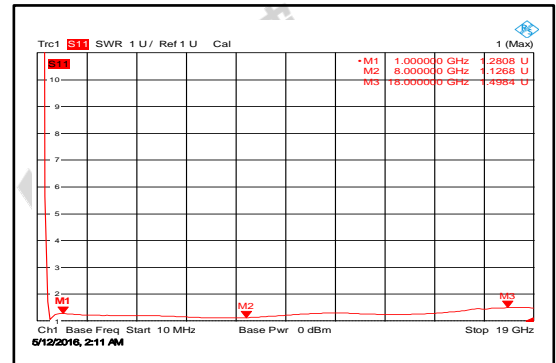 Trc1 S11 SWR 1 U/ Ref 1 U Cal 1 (Max)
S11
•M1 1.000000 GHz 1.2808 U
M2 8.000000 GHz 1.1268 U
M3 18.000000 GHz 1.4984 U
10
9
8
7
6
5
4
3
2
M1
M2
M3
1
Ch1 Base Freq Start 10 MHz Base Pwr 0 dBm Stop 19 GHz
5/12/2016, 2:11 AM